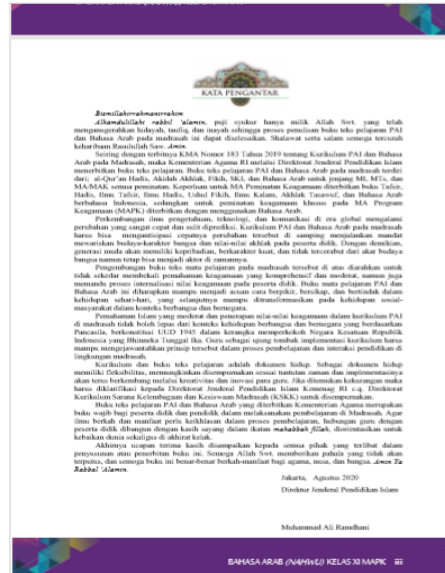 KATA PENGANTAR
Bismillahirrahmanirrahim
Alhamdulillahi rabbil 'alamin, puji syukur hanya milik Allah Swt. yang telah
menganugerahkan hidayah, taufiq, dan inayah sehingga proses penulisan buku teks pelajaran PAI
dan Bahasa Arab pada madrasah ini dapat diselesaikan. Shalawat serta salam semoga tercurah
keharibaan Rasulullah Saw. Amin.
Seiring dengan terbitnya KMA Nomor 183 Tahun 2019 tentang Kurikulum PAI dan Bahasa
Arab pada Madrasah, maka Kementerian Agama RI melalui Direktorat Jenderal Pendidikan Islam
menerbitkan buku teks pelajaran. Buku teks pelajaran PAI dan Bahasa Arab pada madrasah terdiri
dari; al-Qur'an Hadis, Akidah Akhlak, Fikih, SKI, dan Bahasa Arab untuk jenjang MI, MTs, dan
MA/MAK semua peminatan. Keperluan untuk MA Peminatan Keagamaan diterbitkan buku Tafsir,
Hadis, Ilmu Tafsir, Ilmu Hadis, Ushul Fikih, Ilmu Kalam, Akhlak Tasawuf, dan Bahasa Arab
berbahasa Indonesia, sedangkan untuk peminatan keagamaan khusus pada MA Program
Keagamaan (MAPK) diterbitkan dengan menggunakan Bahasa Arab.
Perkembangan ilmu pengetahuan, teknologi, dan komunikasi di era global mengalami
perubahan yang sangat cepat dan sulit diprediksi. Kurikulum PAI dan Bahasa Arab pada madrasah
harus bisa mengantisipasi cepatnya perubahan tersebut di samping menjalankan mandat
mewariskan budaya-karakter bangsa dan nilai-nilai akhlak pada peserta didik. Dengan demikian,
generasi muda akan memiliki kepribadian, berkarakter kuat, dan tidak tercerabut dari akar budaya
bangsa namun tetap bisa menjadi aktor di zamannya.
Pengembangan buku teks mata pelajaran pada madrasah tersebut di atas diarahkan untuk
tidak sekedar membekali pemahaman keagamaan yang komprehensif dan moderat, namun juga
memandu proses internalisasi nilai keagamaan pada peserta didik. Buku mata pelajaran PAI dan
Bahasa Arab ini diharapkan mampu menjadi acuan cara berpikir, bersikap, dan bertindak dalam
kehidupan sehari-hari, yang selanjutnya mampu ditransformasikan pada kehidupan sosial-
masyarakat dalam konteks berbangsa dan bernegara.
Pemahaman Islam yang moderat dan penerapan nilai-nilai keagamaan dalam kurikulum PAI
di madrasah tidak boleh lepas dari konteks kehidupan berbangsa dan bernegara yang berdasarkan
Pancasila, berkonstitusi UUD 1945 dalam kerangka memperkokoh Negara Kesatuan Republik
Indonesia yang Bhinneka Tunggal Ika. Guru sebagai ujung tombak implementasi kurikulum harus
mampu mengejawantahkan prinsip tersebut dalam proses pembelajaran dan interaksi pendidikan di
lingkungan madrasah.
Kurikulum dan buku teks pelajaran adalah dokumen hidup. Sebagai dokumen hidup
memiliki fleksibilitas, memungkinkan disempurnakan sesuai tuntutan zaman dan implementasinya
akan terus berkembang melalui kreativitas dan inovasi para guru. Jika ditemukan kekurangan maka
harus diklarifikasi kepada Direktorat Jenderal Pendidikan Islam Kemenag RI c.q. Direktorat
Kurikulum Sarana Kelembagaan dan Kesiswaan Madrasah (KSKK) untuk disempurnakan.
Buku teks pelajaran PAI dan Bahasa Arab yang diterbitkan Kementerian Agama merupakan
buku wajib bagi peserta didik dan pendidik dalam melaksanakan pembelajaran di Madrasah. Agar
ilmu berkah dan manfaat perlu keikhlasan dalam proses pembelajaran, hubungan guru dengan
peserta didik dibangun dengan kasih sayang dalam ikatan mahabbah fillah, diorientasikan untuk
kebaikan dunia sekaligus di akhirat kelak.
Akhirnya ucapan terima kasih disampaikan kepada semua pihak yang terlibat dalam
penyusunan atau penerbitan buku ini. Semoga Allah Swt. memberikan pahala yang tidak akan
terputus, dan semoga buku ini benar-benar berkah-manfaat bagi agama, nusa, dan bangsa. Amin Ya
Rabbal 'Alamin.
Jakarta, Agustus 2020
Direktur Jenderal Pendidikan Islam
Muhammad Ali Ramdhani
BAHASA ARAB (NAHWU) KELAS XI MAPK iii